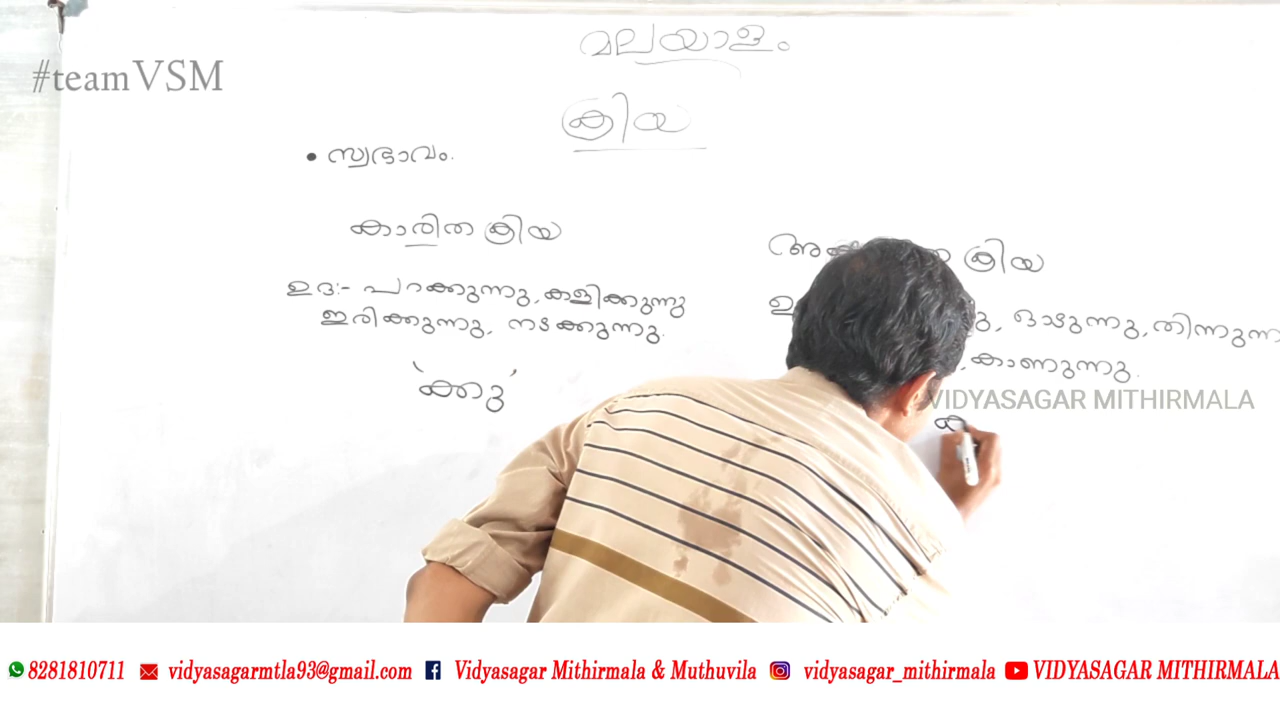 മലയാളം
#teamVSM
ക്രിയ
• സ്വഭാവം.
കാരിത ക്രിയ
ക്രിയ
ഉദാ:- പറക്കുന്നു, കളിക്കുന്നു
ഇരിക്കുന്നു, നടക്കുന്നു.
ഓടുന്നു, തിന്നുന്ന
, കാണുന്നു.
'ക്കു'
VIDYASAGAR MITHIRMALA
8281810711 vidyasagarmtla93@gmail.com Vidyasagar Mithirmala & Muthuvila vidyasagar_mithirmala VIDYASAGAR MITHIRMALA